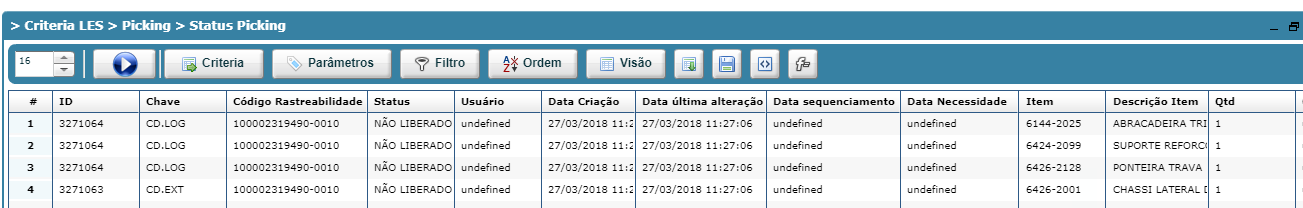 > Criteria LES > Picking > Status Picking
16 Criteria Parâmetros Filtro AZ Ordem Visão
# ID Chave Código Rastreabilidade Status Usuário Data Criação Data última alteração Data sequenciamento Data Necessidade Item Descrição Item Qtd
1 3271064 CD.LOG 100002319490-0010 NÃO LIBERADO undefined 27/03/2018 11:2 27/03/2018 11:27:06 undefined undefined 6144-2025 ABRACADEIRA TRI 1
2 3271064 CD.LOG 100002319490-0010 NÃO LIBERADO undefined 27/03/2018 11:2 27/03/2018 11:27:06 undefined undefined 6424-2099 SUPORTE REFORC 1
3 3271064 CD.LOG 100002319490-0010 NÃO LIBERADO undefined 27/03/2018 11:2 27/03/2018 11:27:06 undefined undefined 6426-2128 PONTEIRA TRAVA 1
4 3271063 CD.EXT 100002319490-0010 NÃO LIBERADO undefined 27/03/2018 11:2 27/03/2018 11:27:06 undefined undefined 6426-2001 CHASSI LATERAL 1